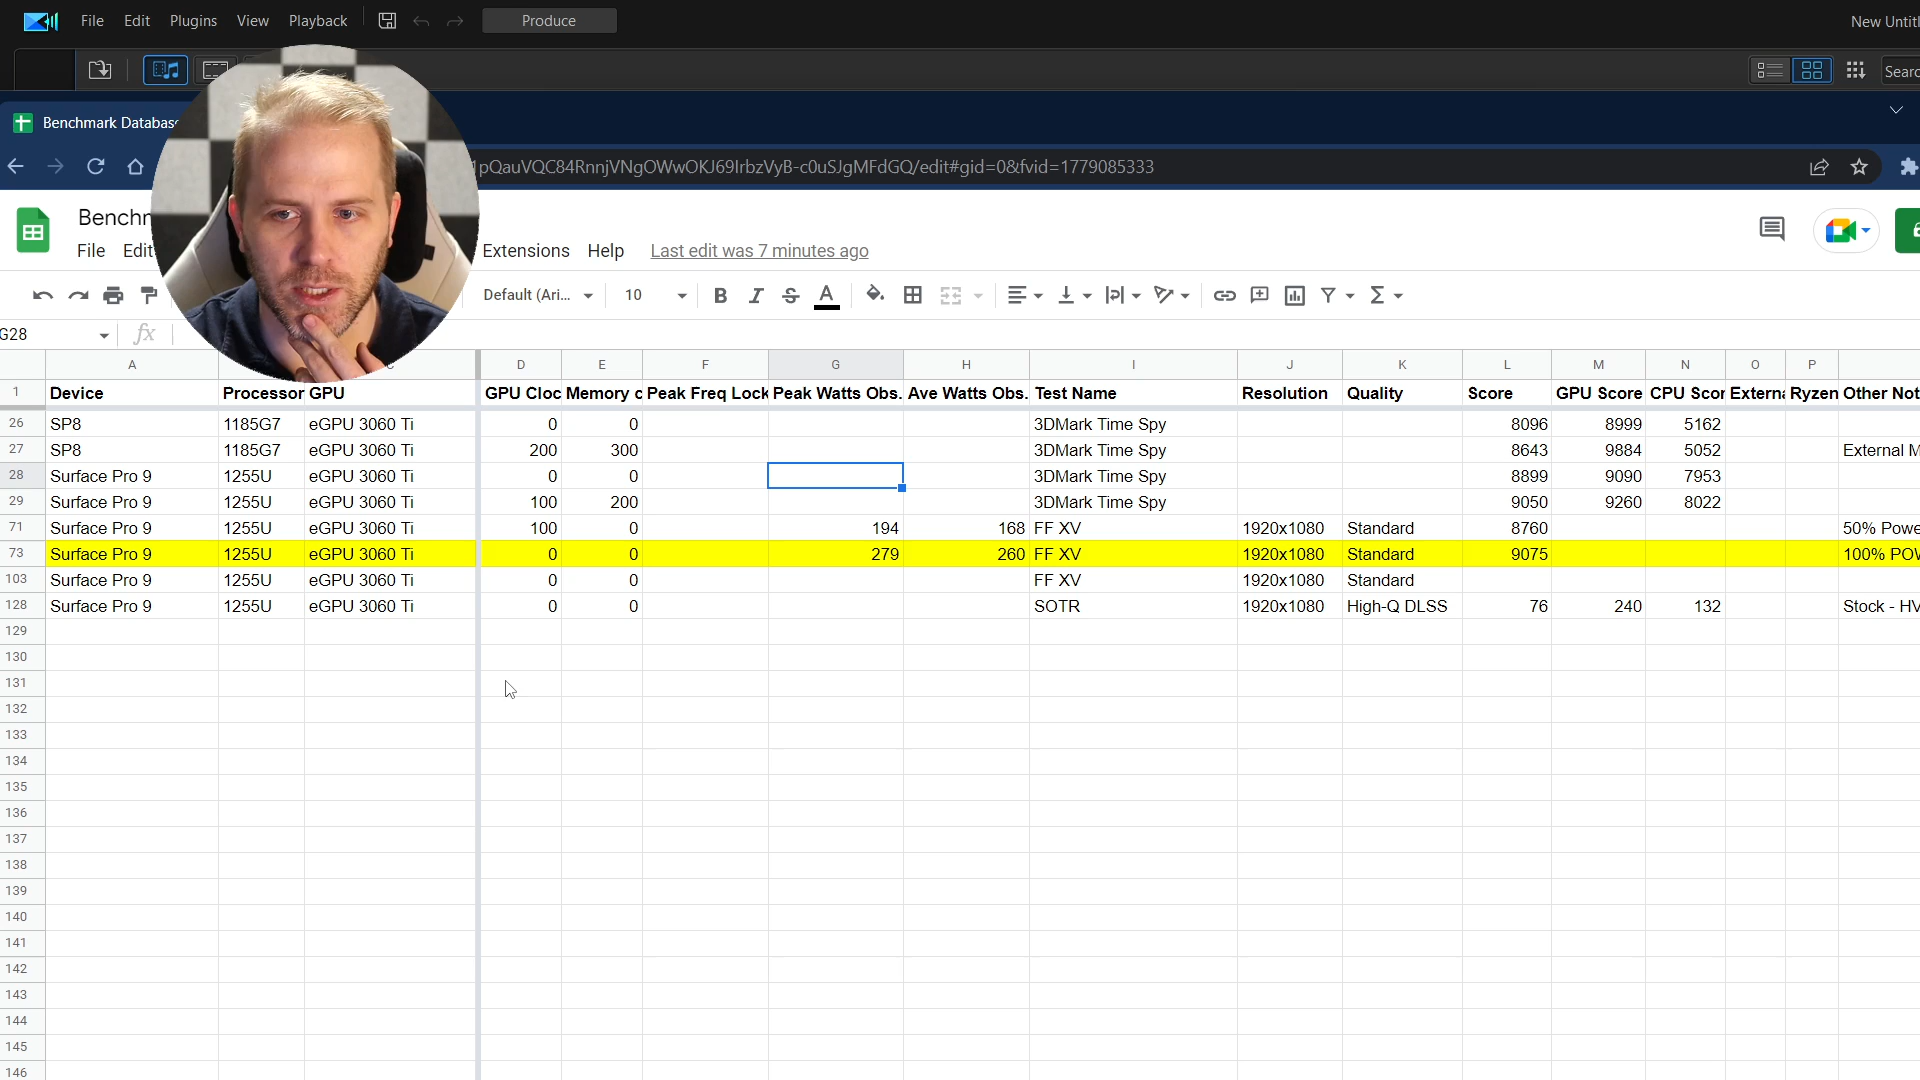 File Edit Plugins View Playback Produce New Untitl
Searc
Benchmark Databas
1pQauVQC84RnnjVNgOWwOKJ69IrbzVyB-c0uSJgMFdGQ/edit#gid=0&fvid=1779085333
Benchm
File Edit Extensions Help Last edit was 7 minutes ago
Default (Ari... 10
G28 fx
A C D E F G H I J K L M N O P
1 Device Processor GPU GPU Cloc Memory c Peak Freq Lock Peak Watts Obs. Ave Watts Obs. Test Name Resolution Quality Score GPU Score CPU Scor Externa Ryzen Other Not
26 SP8 1185G7 eGPU 3060 Ti 0 0 3DMark Time Spy 8096 8999 5162
27 SP8 1185G7 eGPU 3060 Ti 200 300 3DMark Time Spy 8643 9884 5052 External M
28 Surface Pro 9 1255U eGPU 3060 Ti 0 0 3DMark Time Spy 8899 9090 7953
29 Surface Pro 9 1255U eGPU 3060 Ti 100 200 3DMark Time Spy 9050 9260 8022
71 Surface Pro 9 1255U eGPU 3060 Ti 100 0 194 168 FF XV 1920x1080 Standard 8760 50% Powe
73 Surface Pro 9 1255U eGPU 3060 Ti 0 0 279 260 FF XV 1920x1080 Standard 9075 100% POW
103 Surface Pro 9 1255U eGPU 3060 Ti 0 0 FF XV 1920x1080 Standard
128 Surface Pro 9 1255U eGPU 3060 Ti 0 0 SOTR 1920x1080 High-Q DLSS 76 240 132 Stock - HV
129
130
131
132
133
134
135
136
137
138
139
140
141
142
143
144
145
146